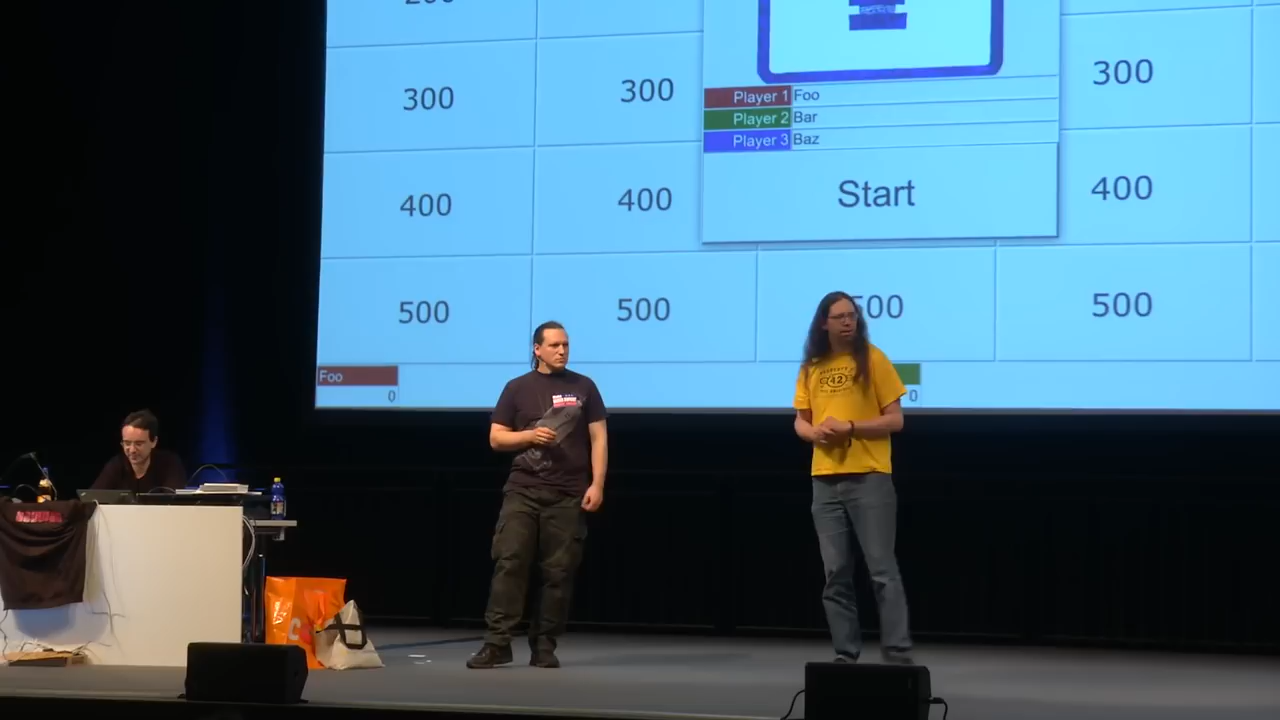 200
300 300 300
Player 1 Foo
Player 2 Bar
Player 3 Baz
400 400 400
Start
500 500 500 500
Foo
0 0
42